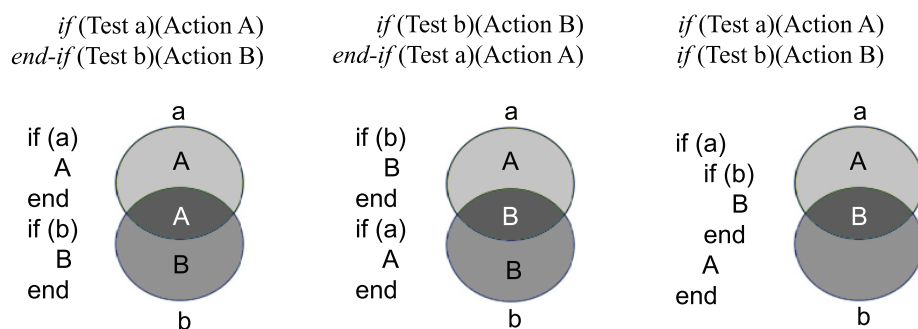 if (Test a)(Action A)
end-if (Test b)(Action B)
a
if (a)
A
end
if (b)
B
end
A
A
B
b
if (Test b)(Action B)
end-if (Test a)(Action A)
a
if (b)
B
end
if (a)
A
end
A
B
B
b
if (Test a)(Action A)
if (Test b)(Action B)
a
if (a)
if (b)
B
end
A
end
A
B
b